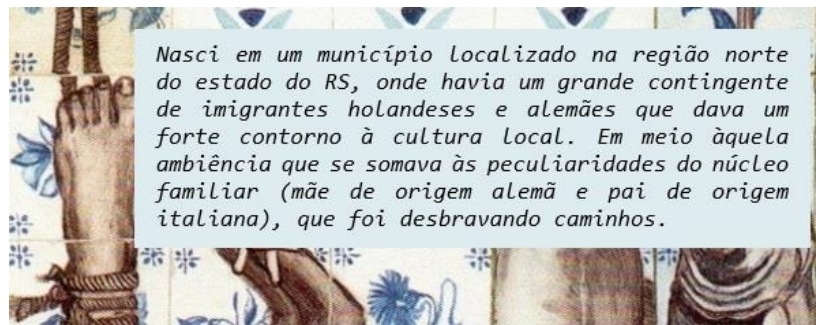 Nasci em um município localizado na região norte
do estado do RS, onde havia um grande contingente
de imigrantes holandeses e alemães que dava um
forte contorno à cultura local. Em meio àquela
ambiência que se somava às peculiaridades do núcleo
familiar (mãe de origem alemã e pai de origem
italiana), que foi desbravando caminhos.